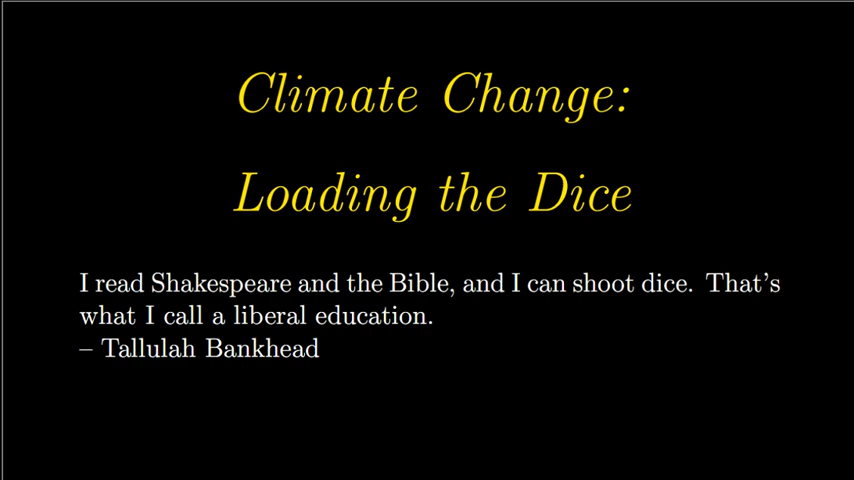 Climate Change:
Loading the Dice
I read Shakespeare and the Bible, and I can shoot dice. That's
what I call a liberal education.
– Tallulah Bankhead